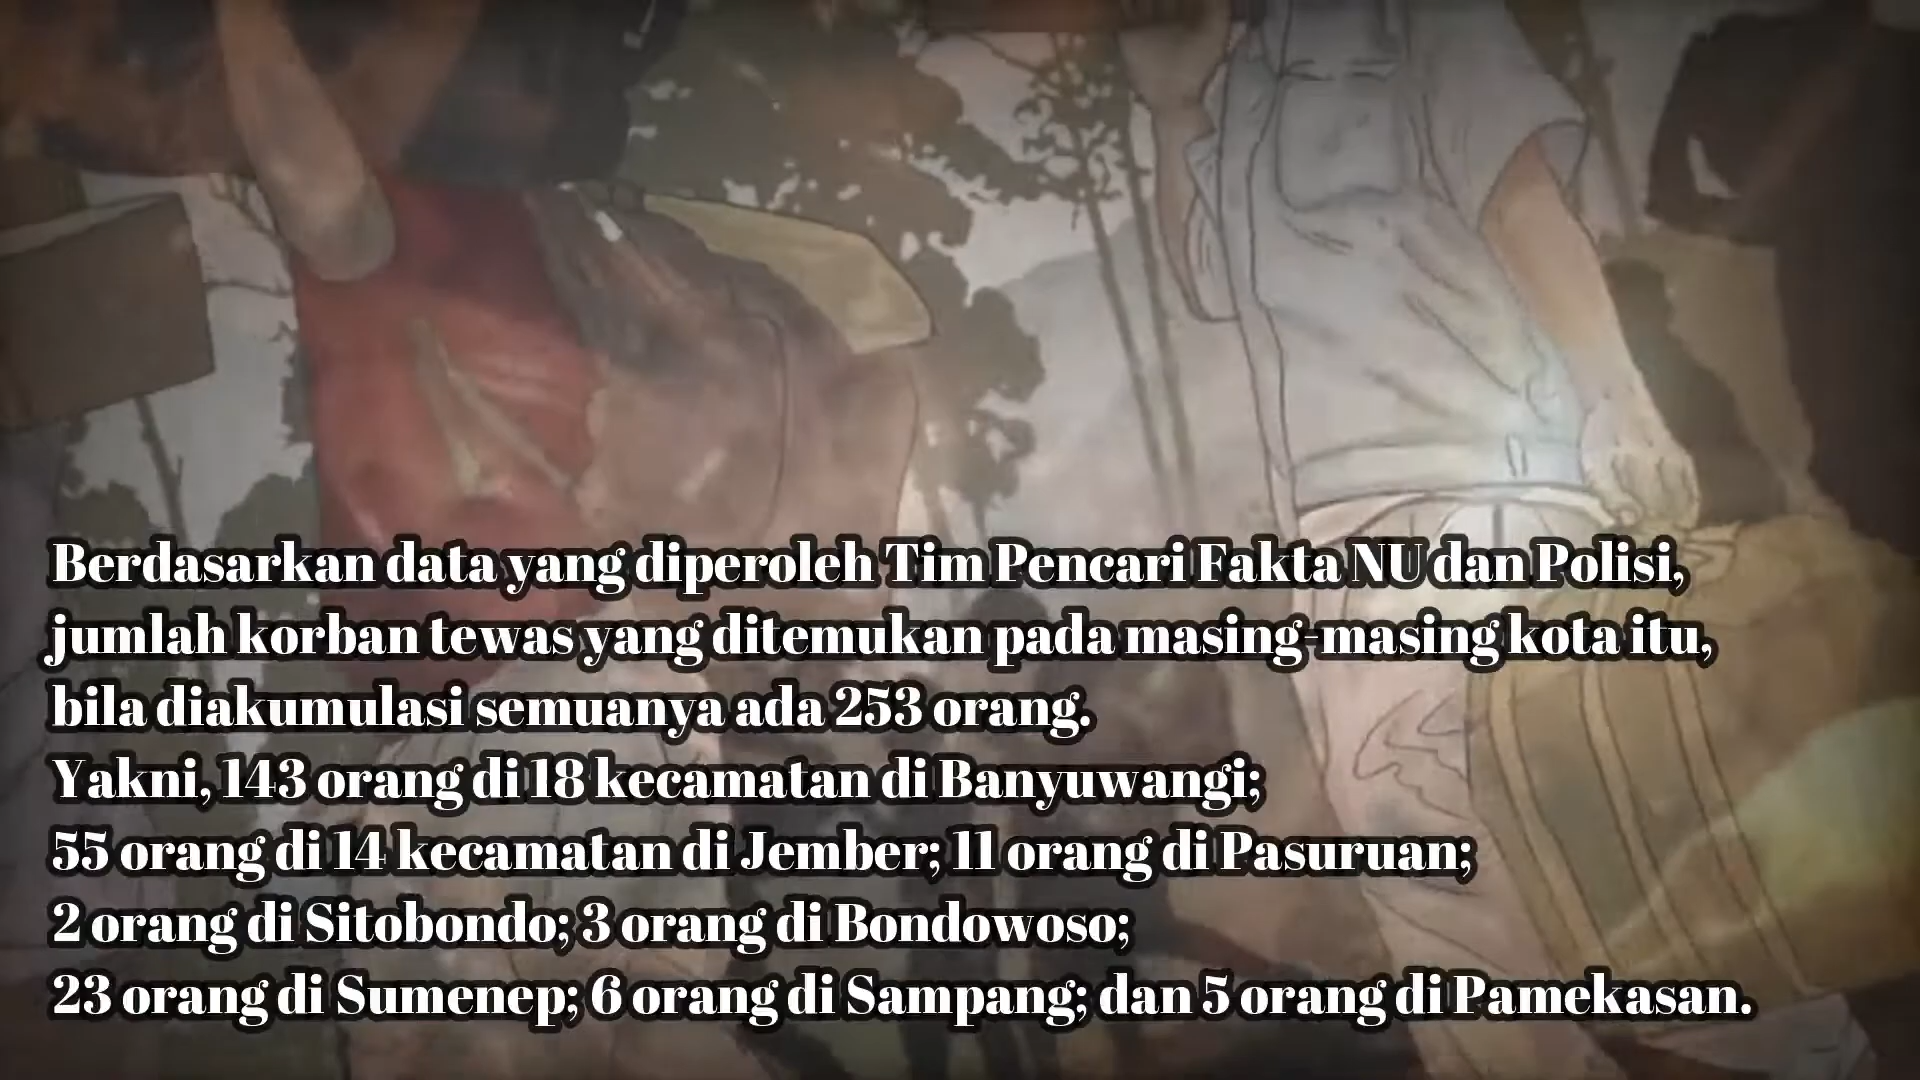 Berdasarkan data yang diperoleh Tim Pencari Fakta NU dan Polisi,
jumlah korban tewas yang ditemukan pada masing-masing kota itu,
bila diakumulasi semuanya ada 253 orang.
Yakni, 143 orang di 18 kecamatan di Banyuwangi;
55 orang di 14 kecamatan di Jember; 11 orang di Pasuruan;
2 orang di Sitobondo; 3 orang di Bondowoso;
23 orang di Sumenep; 6 orang di Sampang; dan 5 orang di Pamekasan.